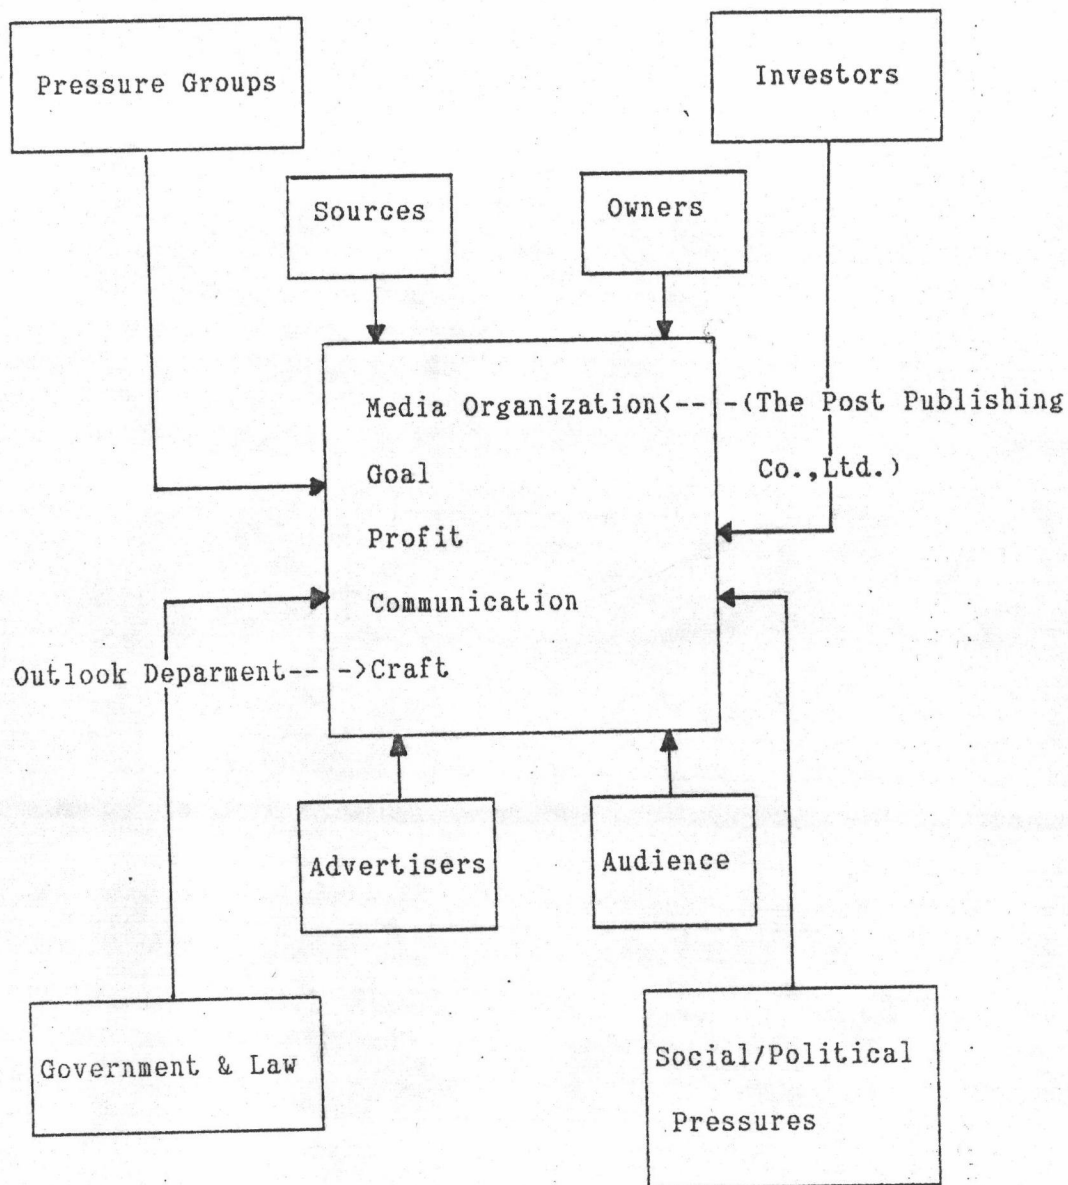 Pressure Groups
Investors
Sources
Owners
Media Organization<-- -(The Post Publishing
Co.,Ltd.)
Goal
Profit
Communication
Outlook Deparment-- ->Craft
Advertisers
Audience
Government & Law
Social/Political
Pressures